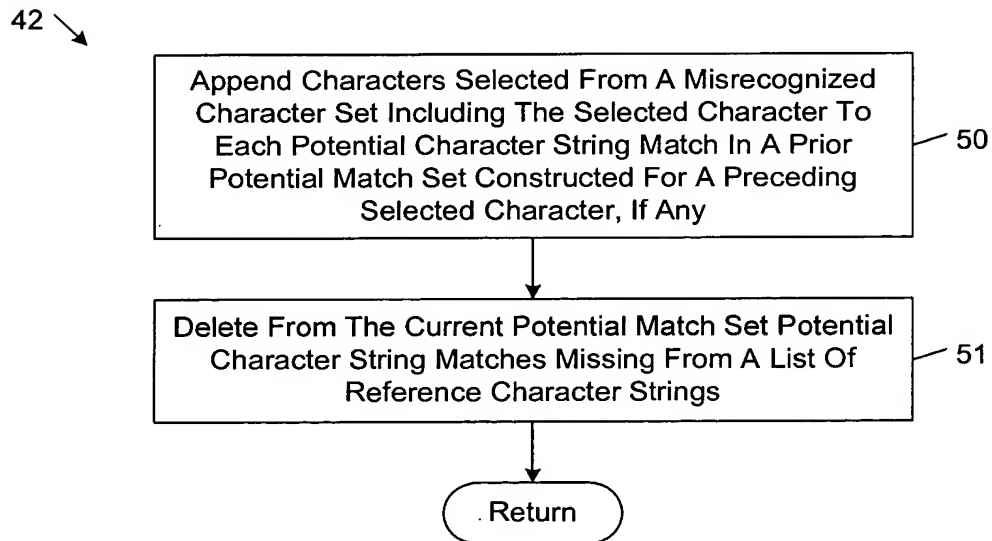 42
Append Characters Selected From A Misrecognized
Character Set Including The Selected Character To
Each Potential Character String Match In A Prior
Potential Match Set Constructed For A Preceding
Selected Character, If Any
50
Delete From The Current Potential Match Set Potential
Character String Matches Missing From A List Of
Reference Character Strings
51
Return